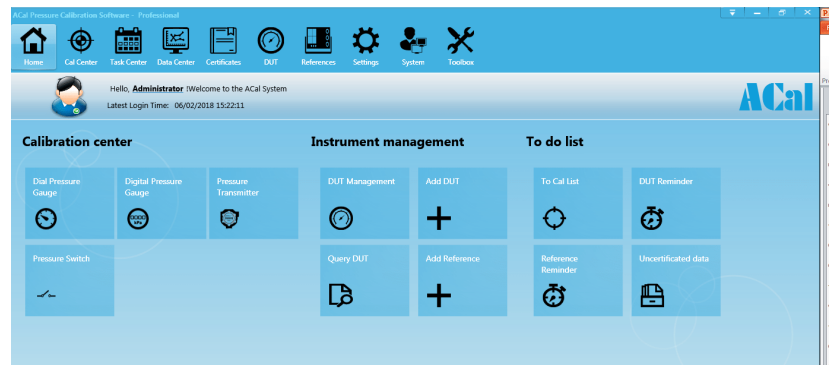 ACal Pressure Calibration Software - Professional
Home
Cal Center
Task Center
Data Center
Certificates
DUT
References
Settings
System
Toolbox
Hello, Administrator !Welcome to the ACal System
Latest Login Time: 06/02/2018 15:22:11
ACal
Calibration center
Instrument management
To do list
Dial Pressure
Gauge
Digital Pressure
Gauge
Pressure
Transmitter
DUT Management
Add DUT
To Cal List
DUT Reminder
Pressure Switch
Query DUT
Add Reference
Reference
Reminder
Uncertificated data